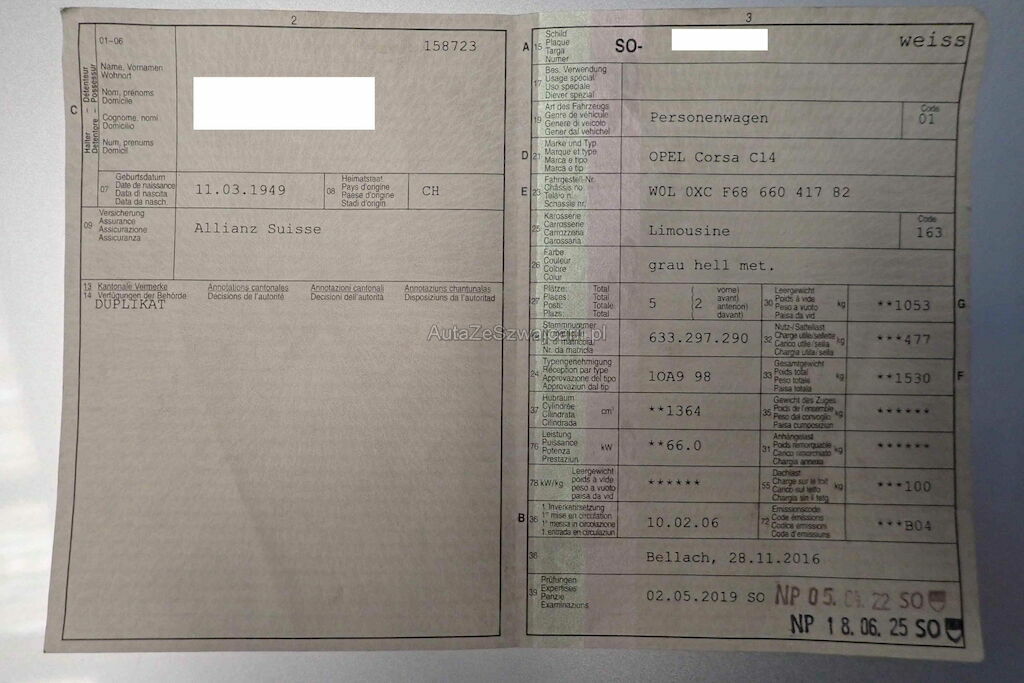 2
01-06
158723
Halter – Détenteur
Detentore – Possessur
C
Name, Vornamen
Wohnort
Nom, prénoms
Domicile
Cognome, nomi
Domicilio
Num, prenums
Domicil
07
Geburtsdatum
Date de naissance
Data di nascita
Data da nasch.
11.03.1949
08
Heimatstaat
Pays d'origine
Paese d'origine
Stadi d'origin
CH
09
Versicherung
Assurance
Assicurazione
Assicuranza
Allianz Suisse
13 Kantonale Vermerke Annotations cantonales Annotazioni cantonali Annotaziuns chantunalas
14 Verfügungen der Behörde Décisions de l'autorité Decisioni dell'autorità Disposiziuns da l'autoritad
DUPLIKAT
AutaZeSzwajcarii.pl
3
A 15
Schild
Plaque
Targa
Numer
SO-
weiss
17
Bes. Verwendung
Usage spécial
Uso speciale
Diever spezial
19
Art des Fahrzeugs
Genre de véhicule
Genere di veicolo
Gener dal vehichel
Personenwagen
Code
01
D 21
Marke und Typ
Marque et type
Marca e tipo
Marca e tip
OPEL Corsa C14
E 23
Fahrgestell-Nr.
Châssis no.
Telaio n.
Schassis nr.
WOL 0XC F68 660 417 82
25
Karosserie
Carrosserie
Carrozzeria
Carossaria
Limousine
Code
163
26
Farbe
Couleur
Colore
Colur
grau hell met.
27
Plätze: Total
Places: Total
Posti: Totale
Plazs: Total
5
(2
vorne)
avant)
anteriori)
davant)
30
Leergewicht
Poids à vide
Peso a vuoto
Paisa da vid
kg
**1053
G
Stammnummer
N. di matricola
Nr. da matricla
633.297.290
32
Nutz-/Sattellast
Charge utile/sellette
Carico utile/sella
Chargia utila/sella
kg
***477
24
Typengenehmigung
Réception par type
Approvazione del tipo
Approvaziun dal tip
1OA9 98
33
Gesamtgewicht
Poids total
Peso totale
Paisa totala
kg
**1530
F
37
Hubraum
Cylindrée
Cilindrata
Cilindrada
cm³
**1364
35
Gewicht des Zuges
Poids de l'ensemble
Peso del convoglio
Paisa cumposiziun
kg
******
76
Leistung
Puissance
Potenza
Prestaziun
kW
**66.0
31
Anhängelast
Poids remorquable
Carico rimorchiato
Chargia annexa
kg
******
78 kW/kg
Leergewicht
poids à vide
peso a vuoto
paisa da vid
******
55
Dachlast
Charge sur le toit
Carico sul tetto
Chargia sin il tetg
kg
***100
B 36
1. Inverkehrsetzung
1re mise en circulation
1a messa in circolazione
1. entrada en circulaziun
10.02.06
72
Emissionscode
Code émissions
Codice emissioni
Code d'emissiuns
***B04
38
Bellach, 28.11.2016
39
Prüfungen
Expertises
Perizie
Examinaziuns
02.05.2019 SO NP 05. 22 SO
NP 18.06.25 SO